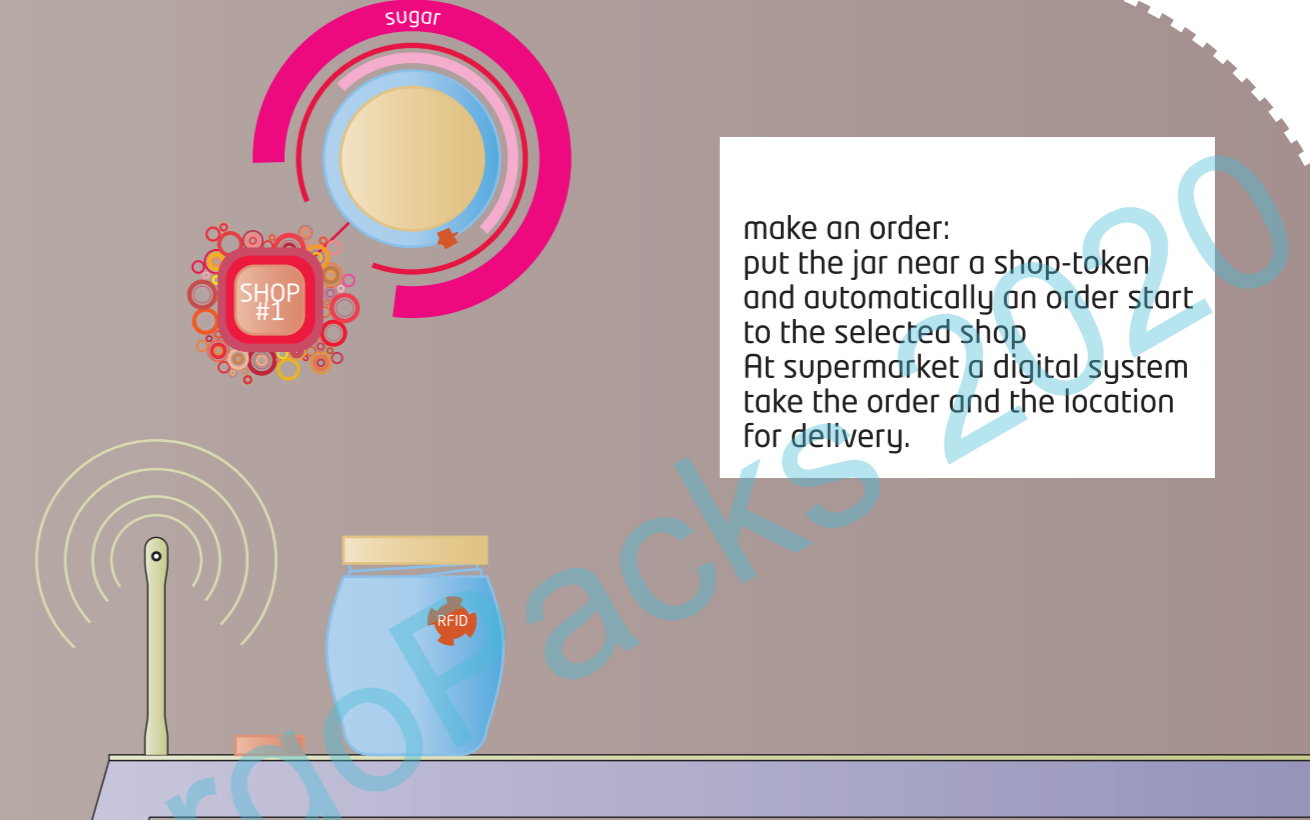 sugar
SHOP
#1
make an order:
put the jar near a shop-token
and automatically an order start
to the selected shop
At supermarket a digital system
take the order and the location
for delivery.
RFID
rgoPacks 2020